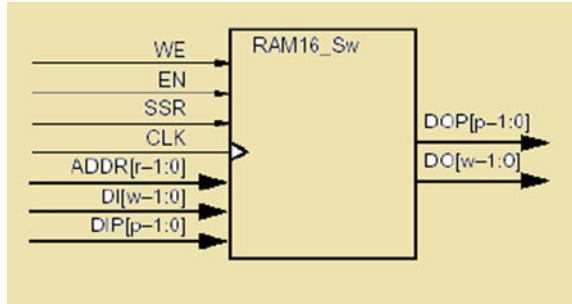 WE
RAM16_Sw
EN
SSR
CLK
ADDR[r–1:0]
DI[w–1:0]
DIP[p–1:0]
DOP[p–1:0]
DO[w–1:O]